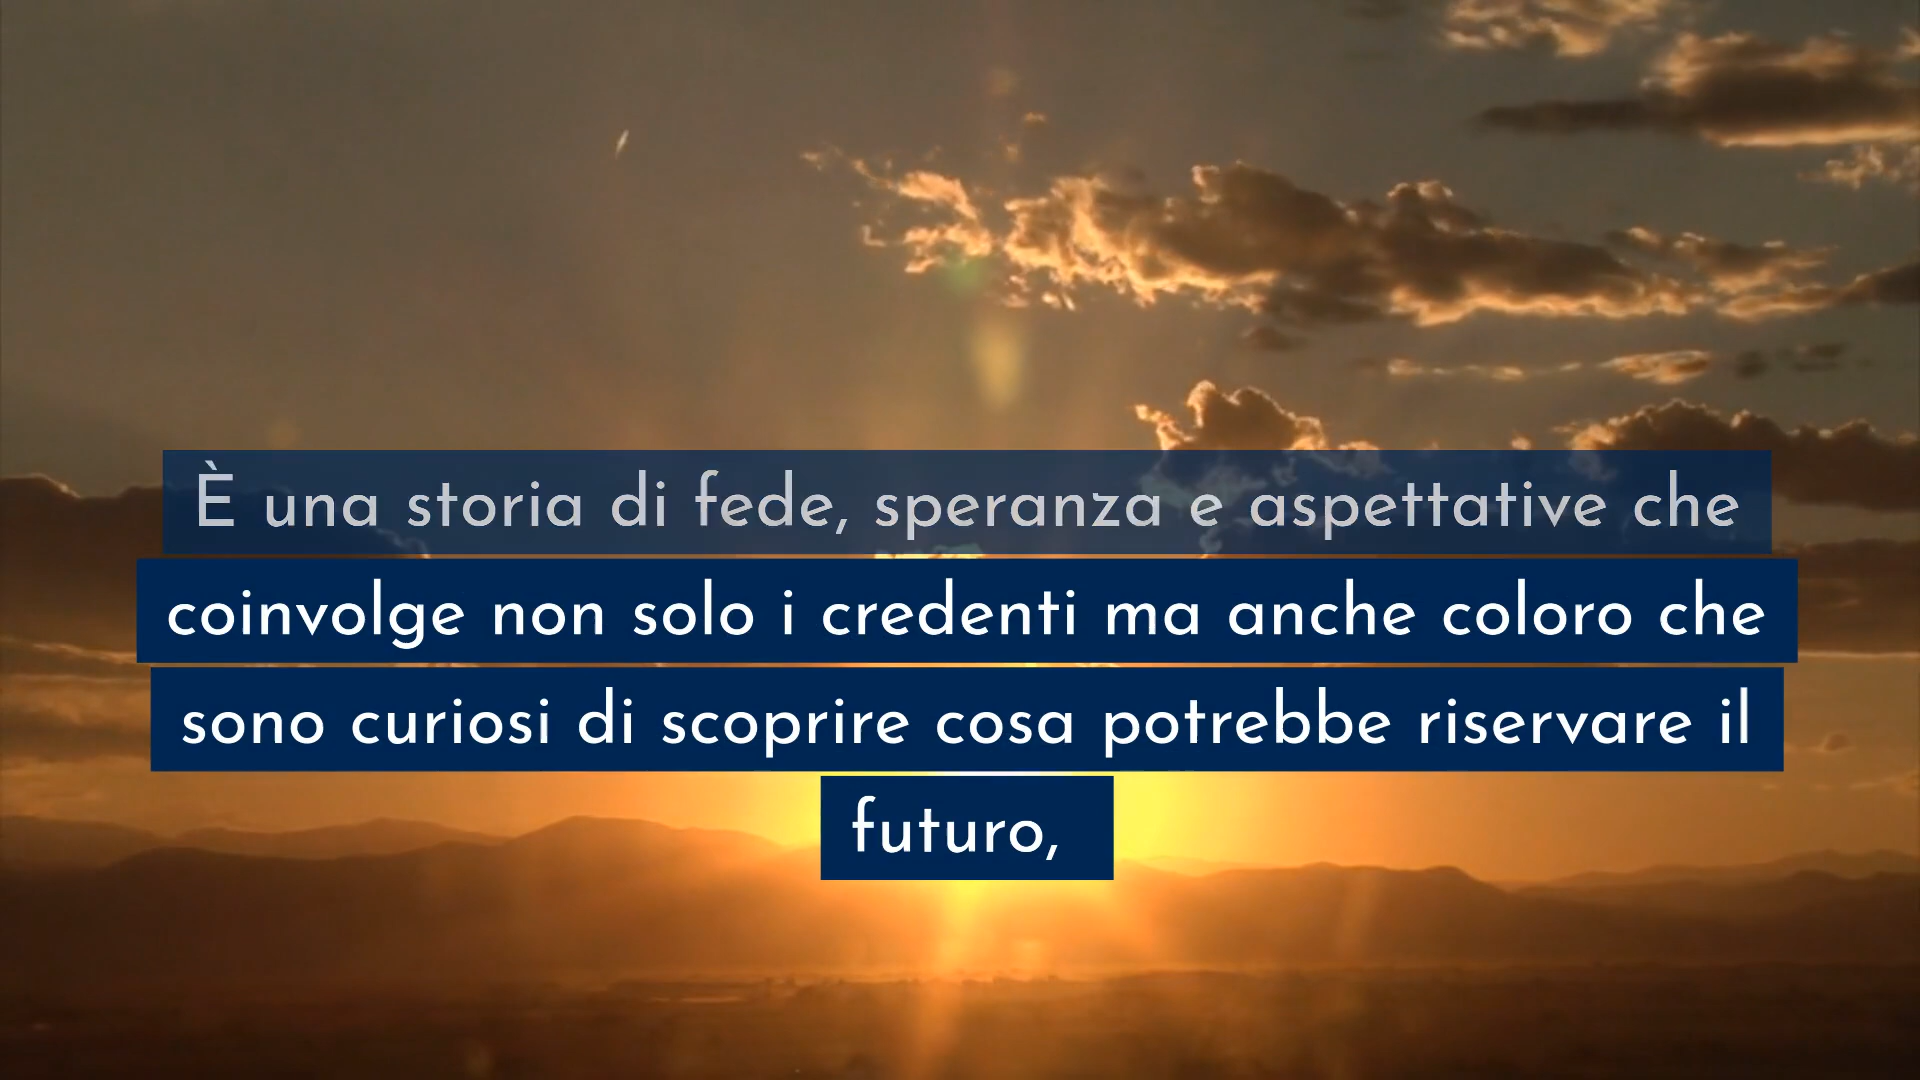 È una storia di fede, speranza e aspettative che
coinvolge non solo i credenti ma anche coloro che
sono curiosi di scoprire cosa potrebbe riservare il
futuro,